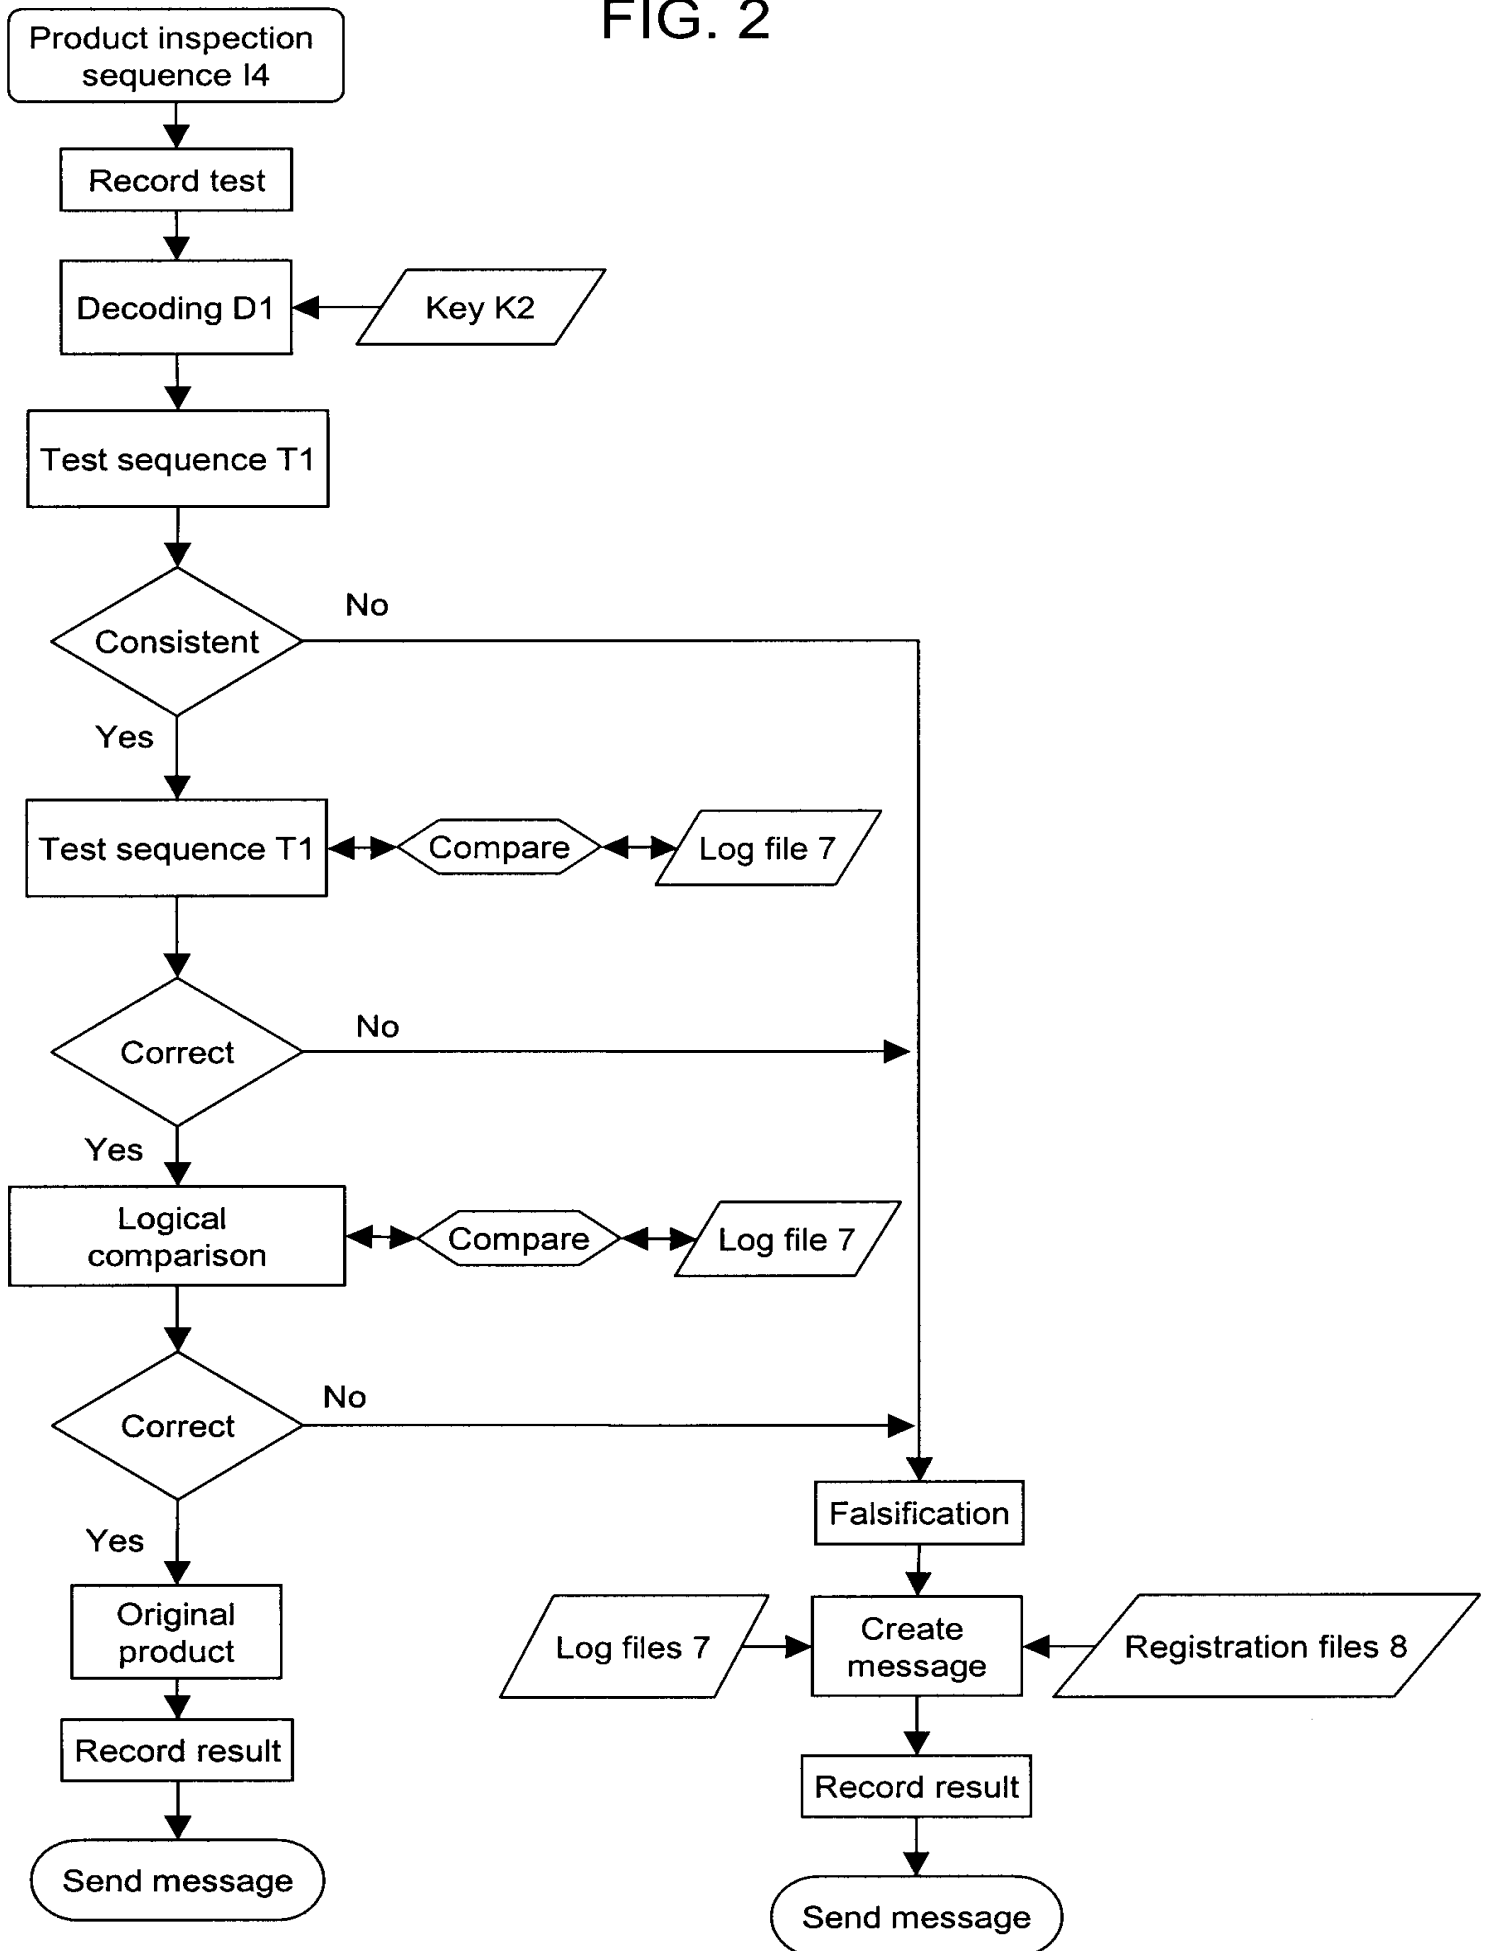 FIG. 2
Product inspection
sequence I4
Record test
Decoding D1
Key K2
Test sequence T1
Consistent
No
Yes
Test sequence T1
Compare
Log file 7
Correct
No
Yes
Logical
comparison
Compare
Log file 7
Correct
No
Yes
Original
product
Record result
Send message
Falsification
Log files 7
Create
message
Registration files 8
Record result
Send message